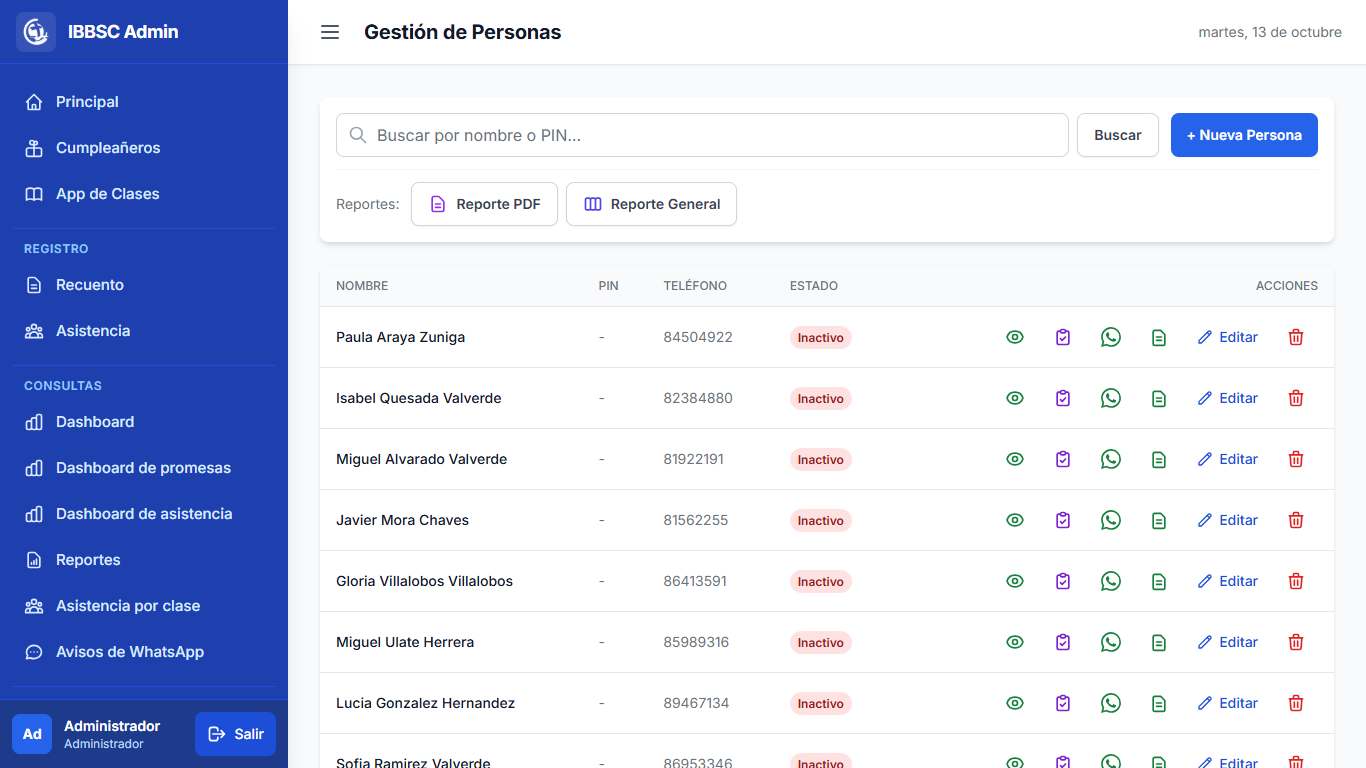 IBBSC Admin
Gestión de Personas
martes, 13 de octubre
Principal
Cumpleañeros
App de Clases
REGISTRO
Recuento
Asistencia
CONSULTAS
Dashboard
Dashboard de promesas
Dashboard de asistencia
Reportes
Asistencia por clase
Avisos de WhatsApp
Ad
Administrador
Administrador
Salir
Buscar por nombre o PIN...
Buscar
+ Nueva Persona
Reportes:
Reporte PDF
Reporte General
NOMBRE PIN TELÉFONO ESTADO ACCIONES
Paula Araya Zuniga - 84504922 Inactivo Editar
Isabel Quesada Valverde - 82384880 Inactivo Editar
Miguel Alvarado Valverde - 81922191 Inactivo Editar
Javier Mora Chaves - 81562255 Inactivo Editar
Gloria Villalobos Villalobos - 86413591 Inactivo Editar
Miguel Ulate Herrera - 85989316 Inactivo Editar
Lucia Gonzalez Hernandez - 89467134 Inactivo Editar
Sofia Ramirez Valverde - 86953346 Inactivo Editar